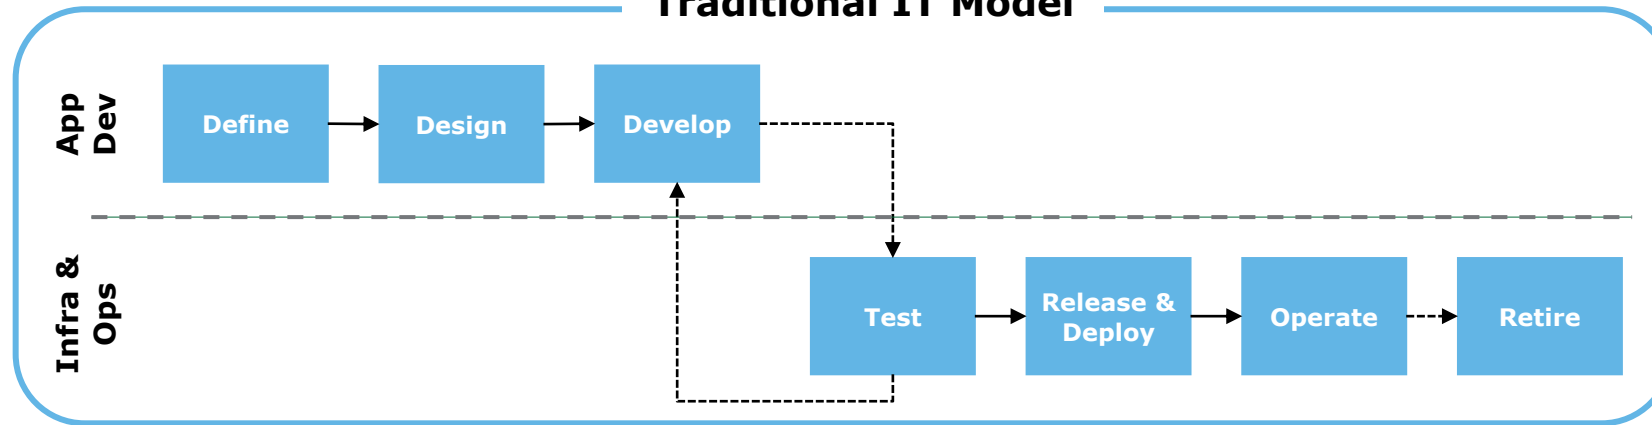 Traditional IT Model
App
Dev
Define
Design
Develop
Infra &
Ops
Test
Release &
Deploy
Operate
Retire